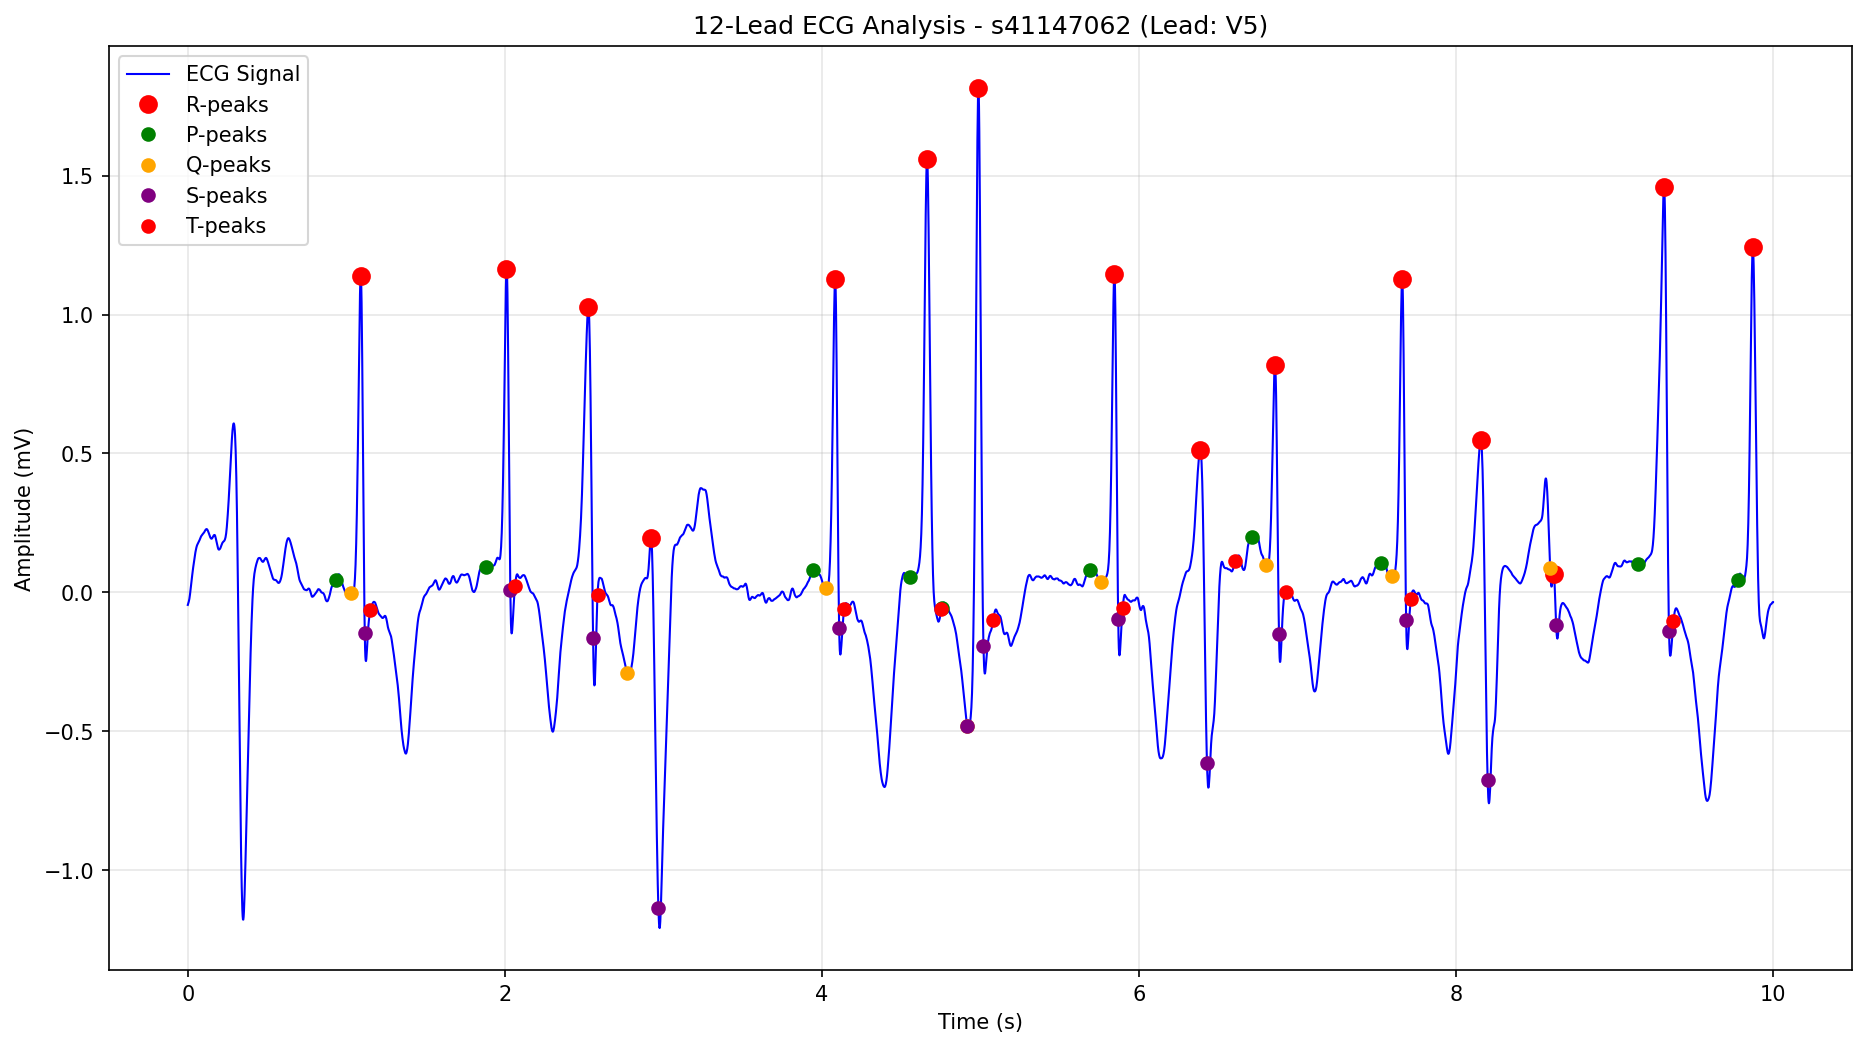 12-Lead ECG Analysis - s41147062 (Lead: V5)
ECG Signal
R-peaks
P-peaks
Q-peaks
S-peaks
T-peaks
Amplitude (mV)
1.5
1.0
0.5
0.0
−0.5
−1.0
0 2 4 6 8 10
Time (s)